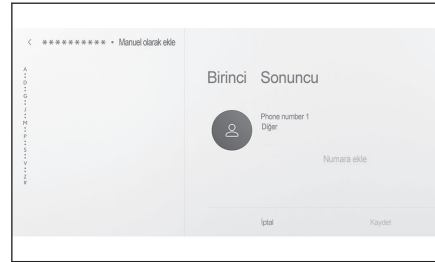 < ********** • Manuel olarak ekle
A
D
G
J
M
P
S
V
Z
#
Birinci Sonuncu
Phone number 1
Diğer
Numara ekle
İptal
Kaydet